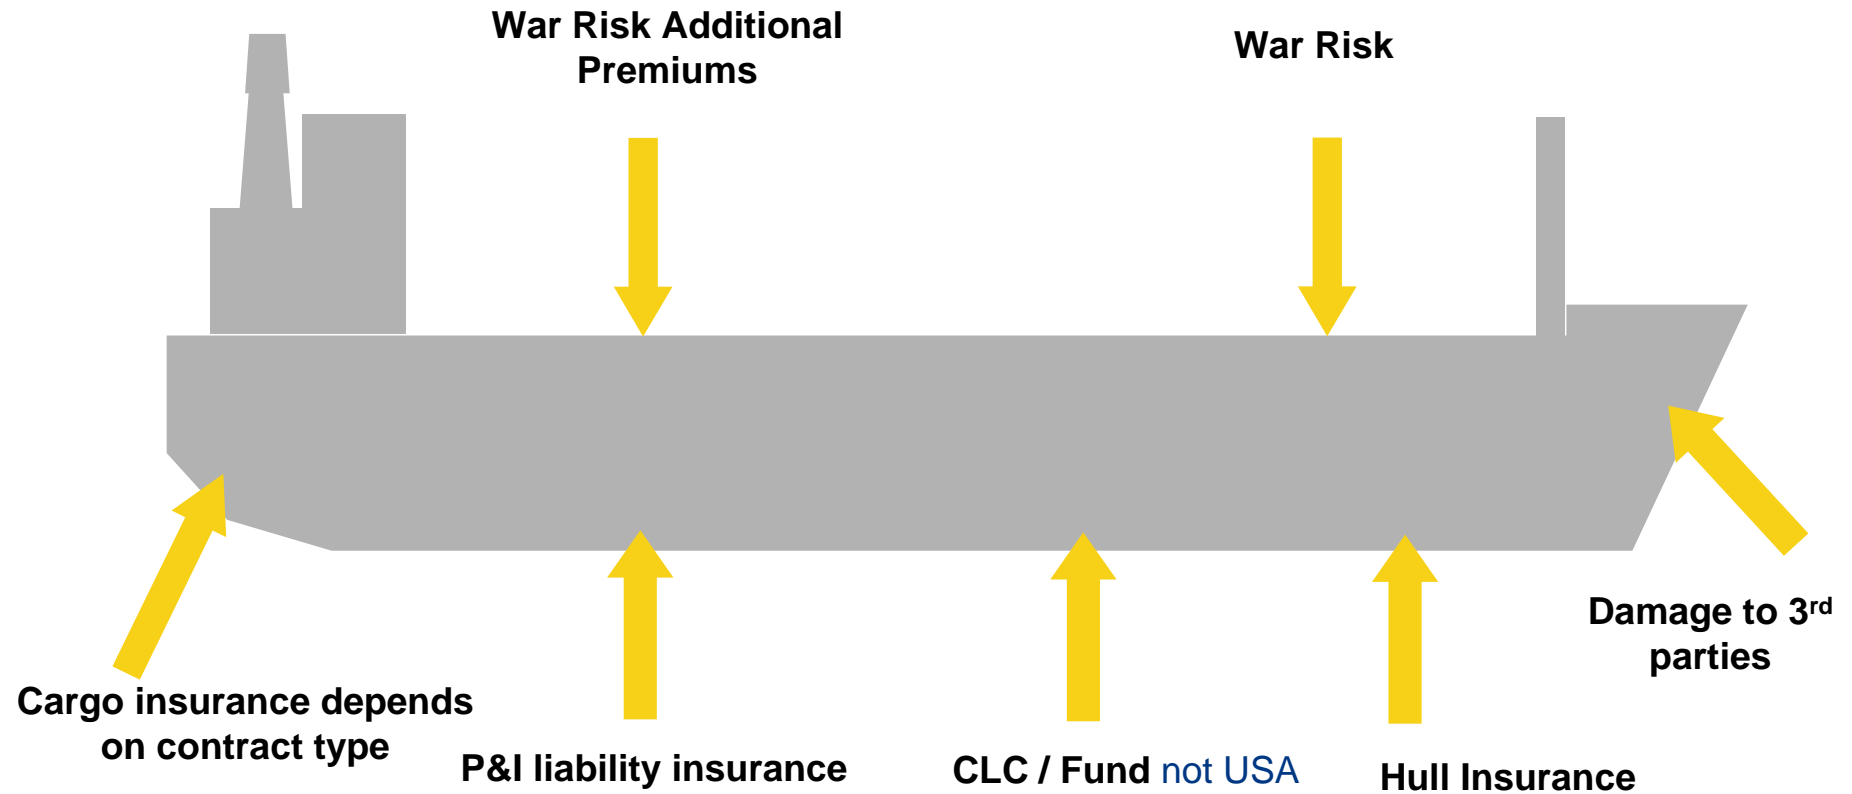 War Risk Additional
Premiums
War Risk
Damage to 3rd
parties
Cargo insurance depends
on contract type
P&I liability insurance
CLC / Fund not USA
Hull Insurance